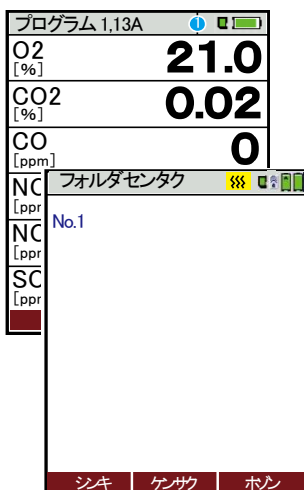 プログラム 1,13A 1
O2 21.0
[%]
CO2 0.02
[%]
CO 0
[ppm]
フォルダセンタク
No.1
シンキ ケンサク ホゾン